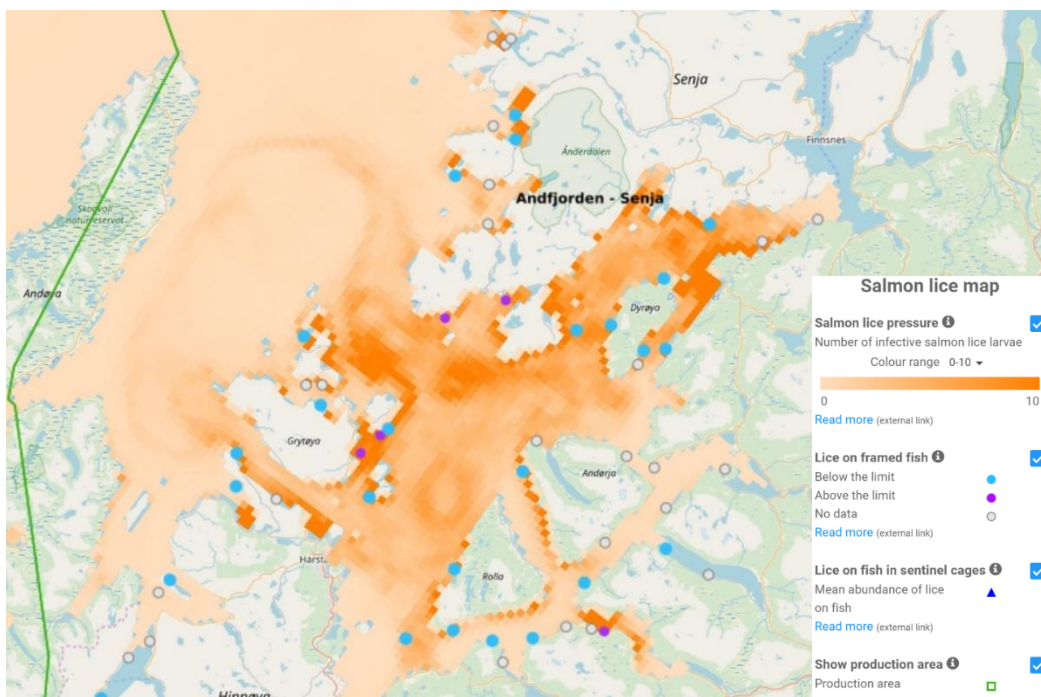 Senja
Finnsnes
Ånderdalen
Andfjorden - Senja
Skogvoll
naturreservat
Andøya
Dyrøya
Grytøya
Andørja
Harst
Rolla
Hinnøya
Salmon lice map
Salmon lice pressure
Number of infective salmon lice larvae
Colour range 0-10
0 10
Read more (external link)
Lice on framed fish
Below the limit
Above the limit
No data
Read more (external link)
Lice on fish in sentinel cages
Mean abundance of lice
on fish
Read more (external link)
Show production area
Production area